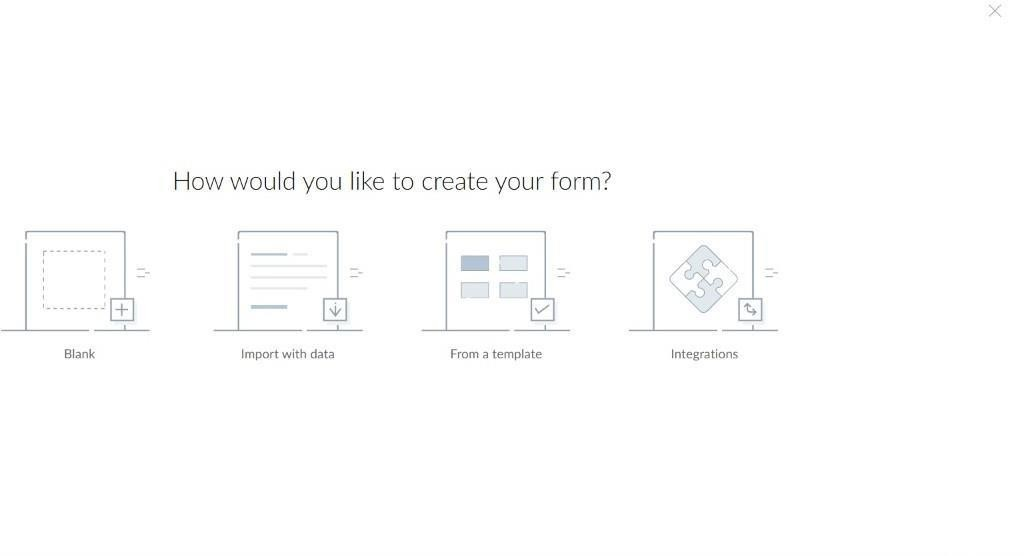 How would you like to create your form?
Blank
Import with data
From a template
Integrations